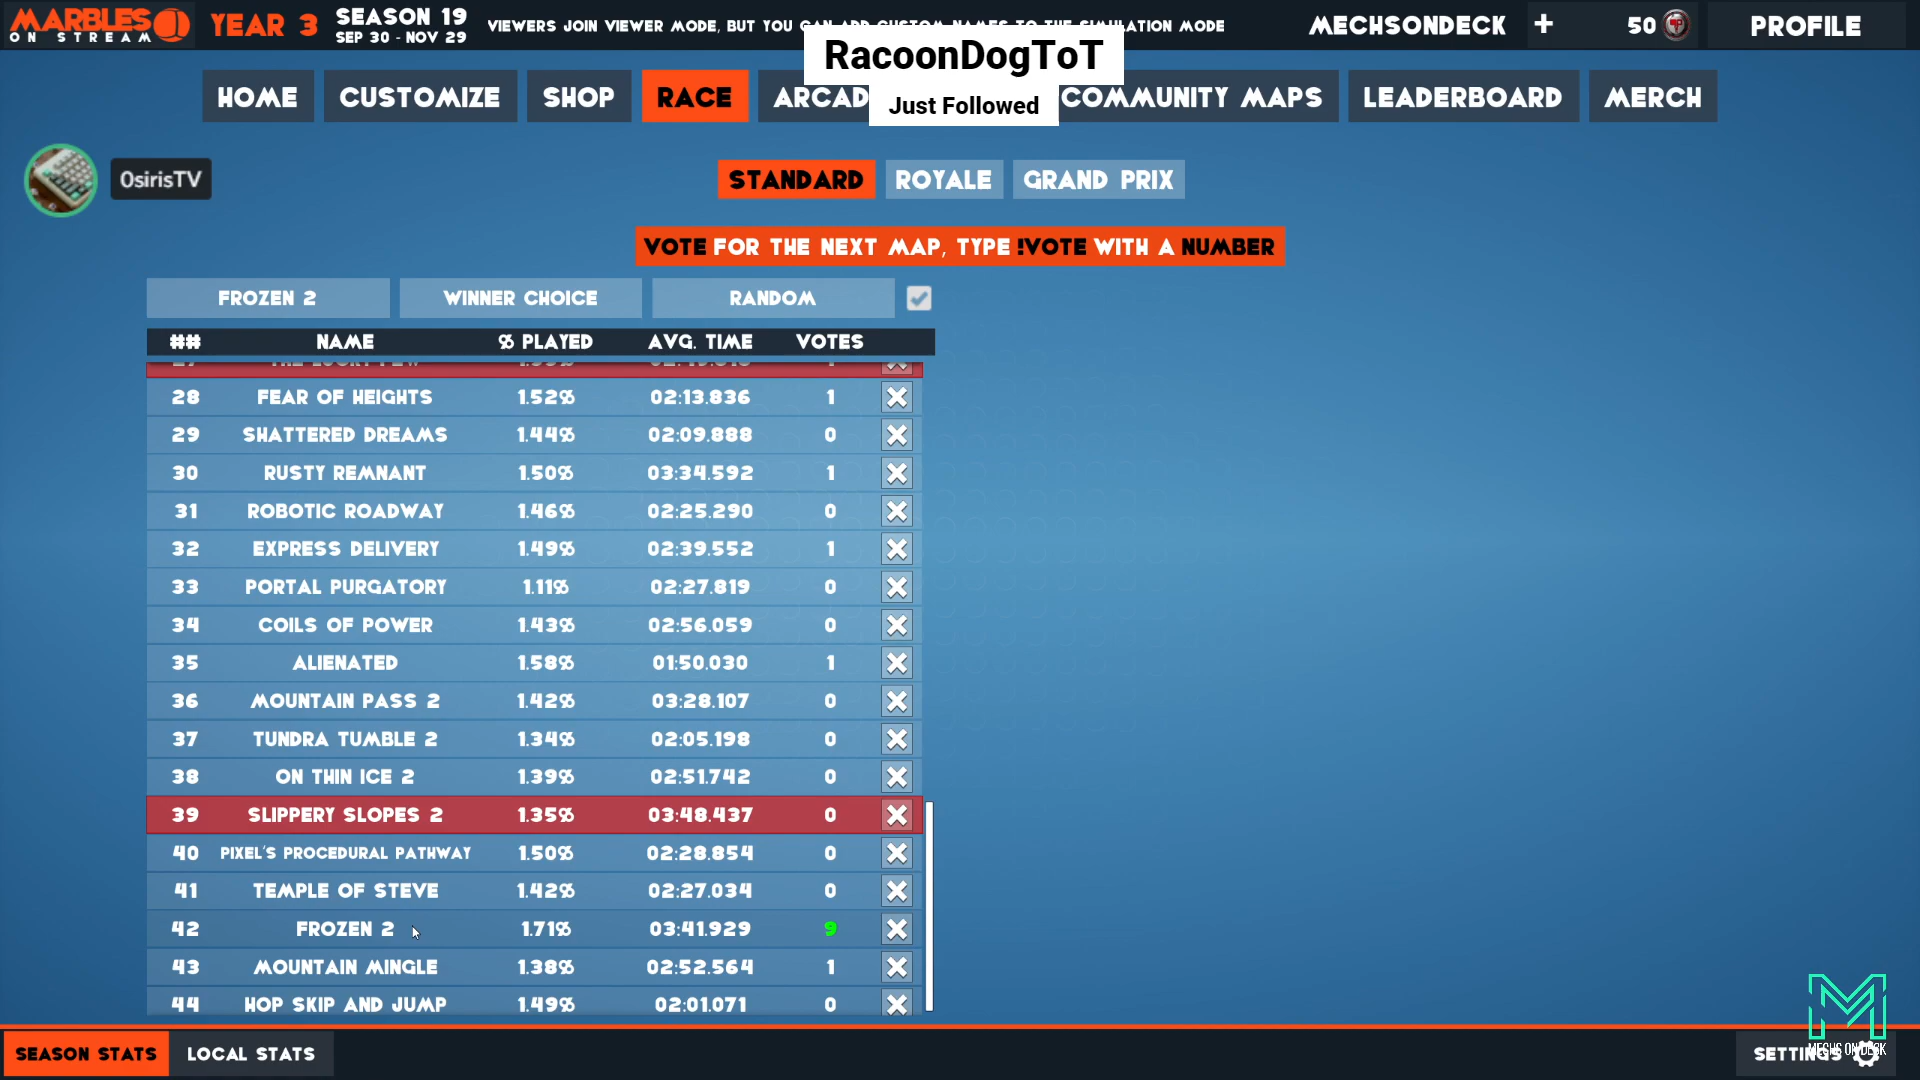 MARBLES
ON STREAM
YEAR 3
SEASON 19
SEP 30 - NOV 29
VIEWERS JOIN VIEWER MODE, BUT YOU CAN ADD CUSTOM NAMES TO THE SIMULATION MODE
MECHSONDECK
+
50
PROFILE
RacoonDogToT
Just Followed
HOME
CUSTOMIZE
SHOP
RACE
ARCAD
COMMUNITY MAPS
LEADERBOARD
MERCH
OsirisTV
STANDARD
ROYALE
GRAND PRIX
VOTE FOR THE NEXT MAP, TYPE !VOTE WITH A NUMBER
FROZEN 2
WINNER CHOICE
RANDOM
## NAME % PLAYED AVG. TIME VOTES
28 FEAR OF HEIGHTS 1.52% 02:13.836 1
29 SHATTERED DREAMS 1.44% 02:09.888 0
30 RUSTY REMNANT 1.50% 03:34.592 1
31 ROBOTIC ROADWAY 1.46% 02:25.290 0
32 EXPRESS DELIVERY 1.49% 02:39.552 1
33 PORTAL PURGATORY 1.11% 02:27.819 0
34 COILS OF POWER 1.43% 02:56.059 0
35 ALIENATED 1.58% 01:50.030 1
36 MOUNTAIN PASS 2 1.42% 03:28.107 0
37 TUNDRA TUMBLE 2 1.34% 02:05.198 0
38 ON THIN ICE 2 1.39% 02:51.742 0
39 SLIPPERY SLOPES 2 1.35% 03:48.437 0
40 PIXEL'S PROCEDURAL PATHWAY 1.50% 02:28.854 0
41 TEMPLE OF STEVE 1.42% 02:27.034 0
42 FROZEN 2 1.71% 03:41.929 9
43 MOUNTAIN MINGLE 1.38% 02:52.564 1
44 HOP SKIP AND JUMP 1.49% 02:01.071 0
SEASON STATS
LOCAL STATS
SETTINGS
MECHS ON DECK